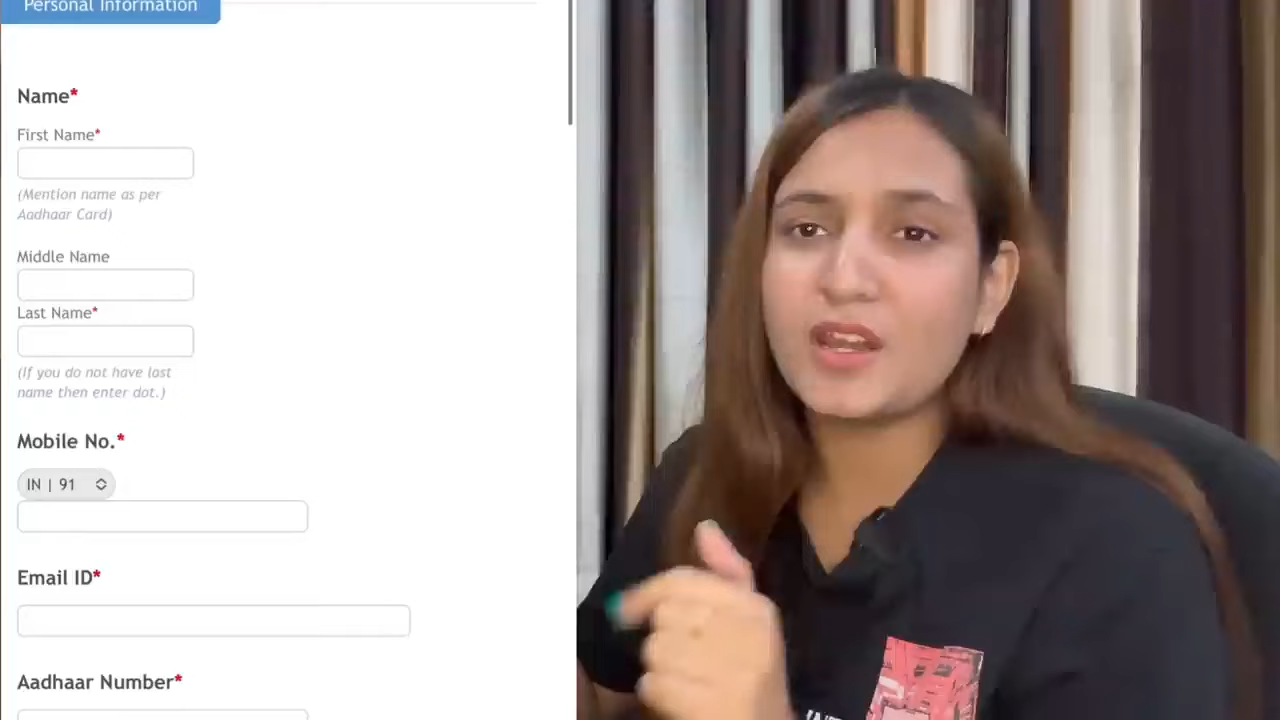 Personal Information
Name*
First Name*
(Mention name as per
Aadhaar Card)
Middle Name
Last Name*
(If you do not have last
name then enter dot.)
Mobile No.*
IN | 91
Email ID*
Aadhaar Number*